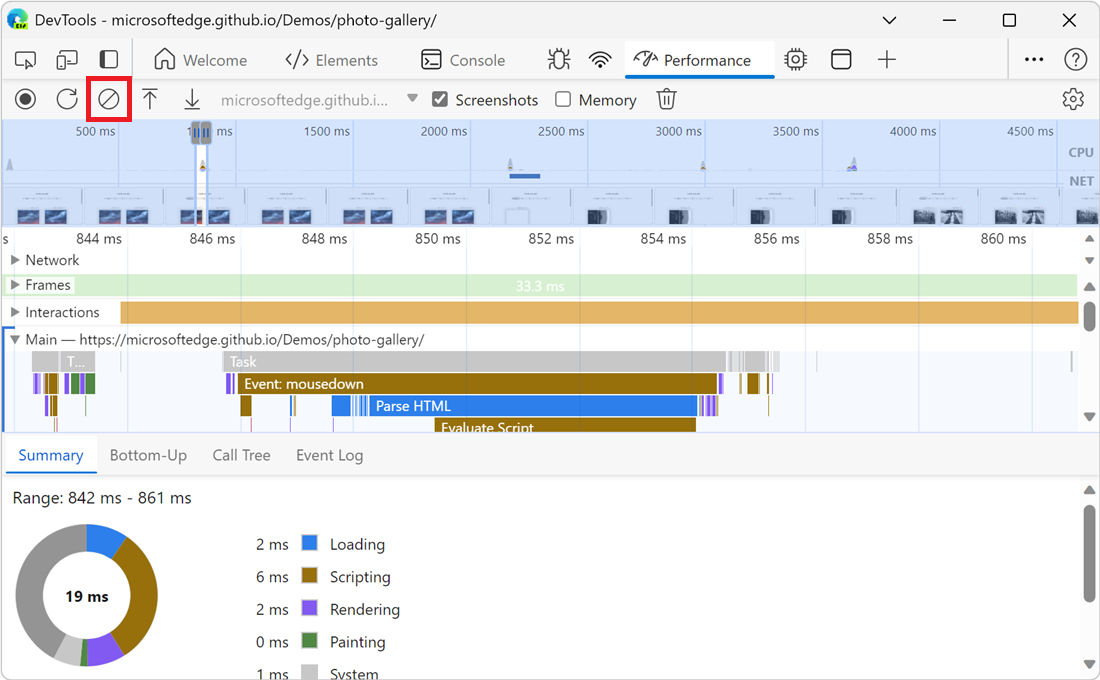 DevTools - microsoftedge.github.io/Demos/photo-gallery/
Welcome
Elements
Console
Performance
microsoftedge.github.i...
Screenshots
Memory
500 ms
ms
1500 ms
2000 ms
2500 ms
3000 ms
3500 ms
4000 ms
4500 ms
CPU
NET
s
844 ms
846 ms
848 ms
850 ms
852 ms
854 ms
856 ms
858 ms
860 ms
Network
Frames
33.3 ms
Interactions
Main — https://microsoftedge.github.io/Demos/photo-gallery/
T...
Task
Event: mousedown
Parse HTML
Evaluate Script
Summary
Bottom-Up
Call Tree
Event Log
Range: 842 ms - 861 ms
19 ms
2 ms Loading
6 ms Scripting
2 ms Rendering
0 ms Painting
1 ms System